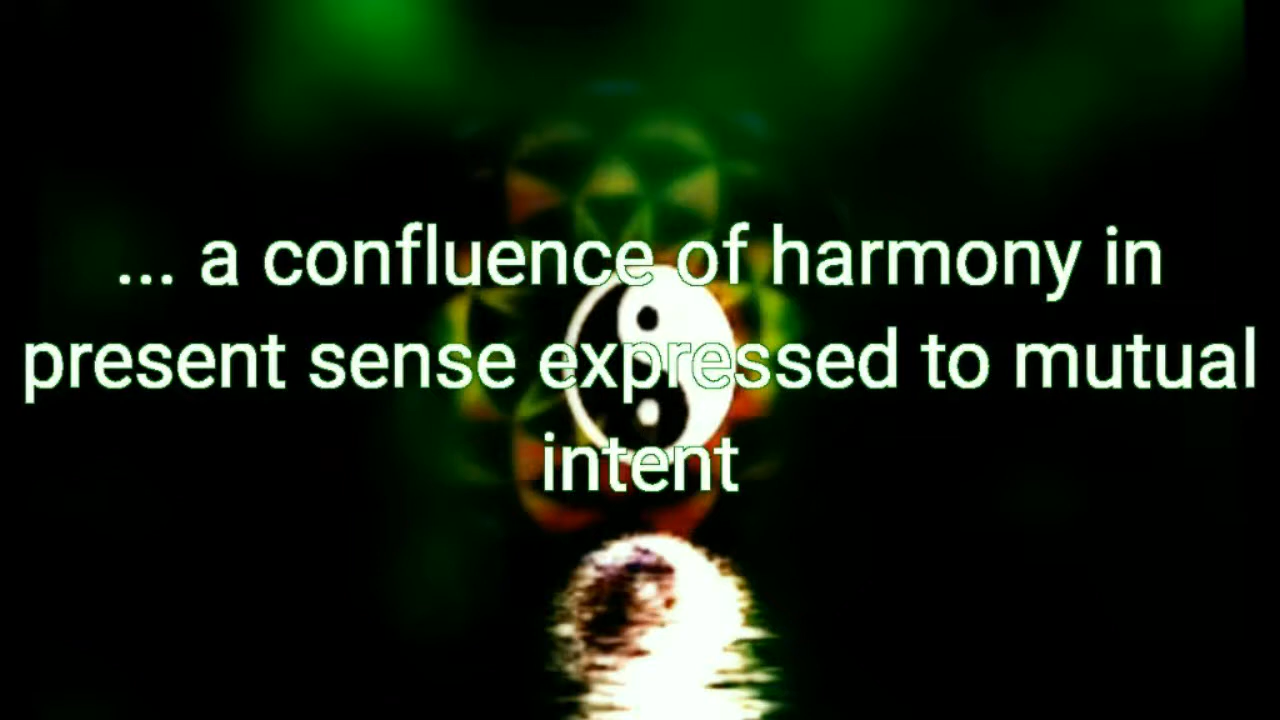 ... a confluence of harmony in
present sense expressed to mutual
intent